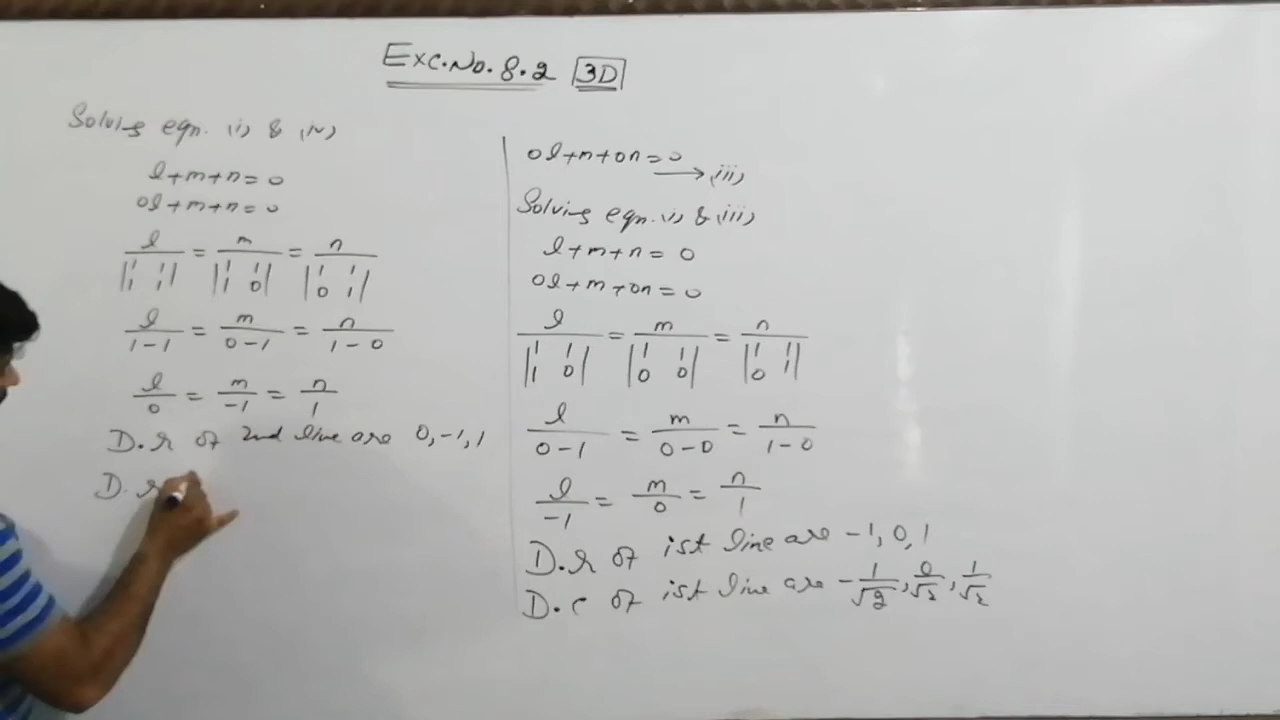 Exc.No.8.2 3D
Solving eqn. (i) & (iv)
l+m+n=0
0l+m+n=0
l/|1 1; 1 1| = m/|1 1; 1 0| = n/|1 1; 0 1|
l/1-1 = m/0-1 = n/1-0
l/0 = m/-1 = n/1
D.r of 2nd line are 0,-1,1
D.r
0l+m+0n=0 → (iii)
Solving eqn. (i) & (iii)
l+m+n=0
0l+m+0n=0
l/|1 1; 1 0| = m/|1 1; 0 0| = n/|1 1; 0 1|
l/0-1 = m/0-0 = n/1-0
l/-1 = m/0 = n/1
D.r of ist line are -1,0,1
D.c of ist line are -1/√2, 0/√2, 1/√2